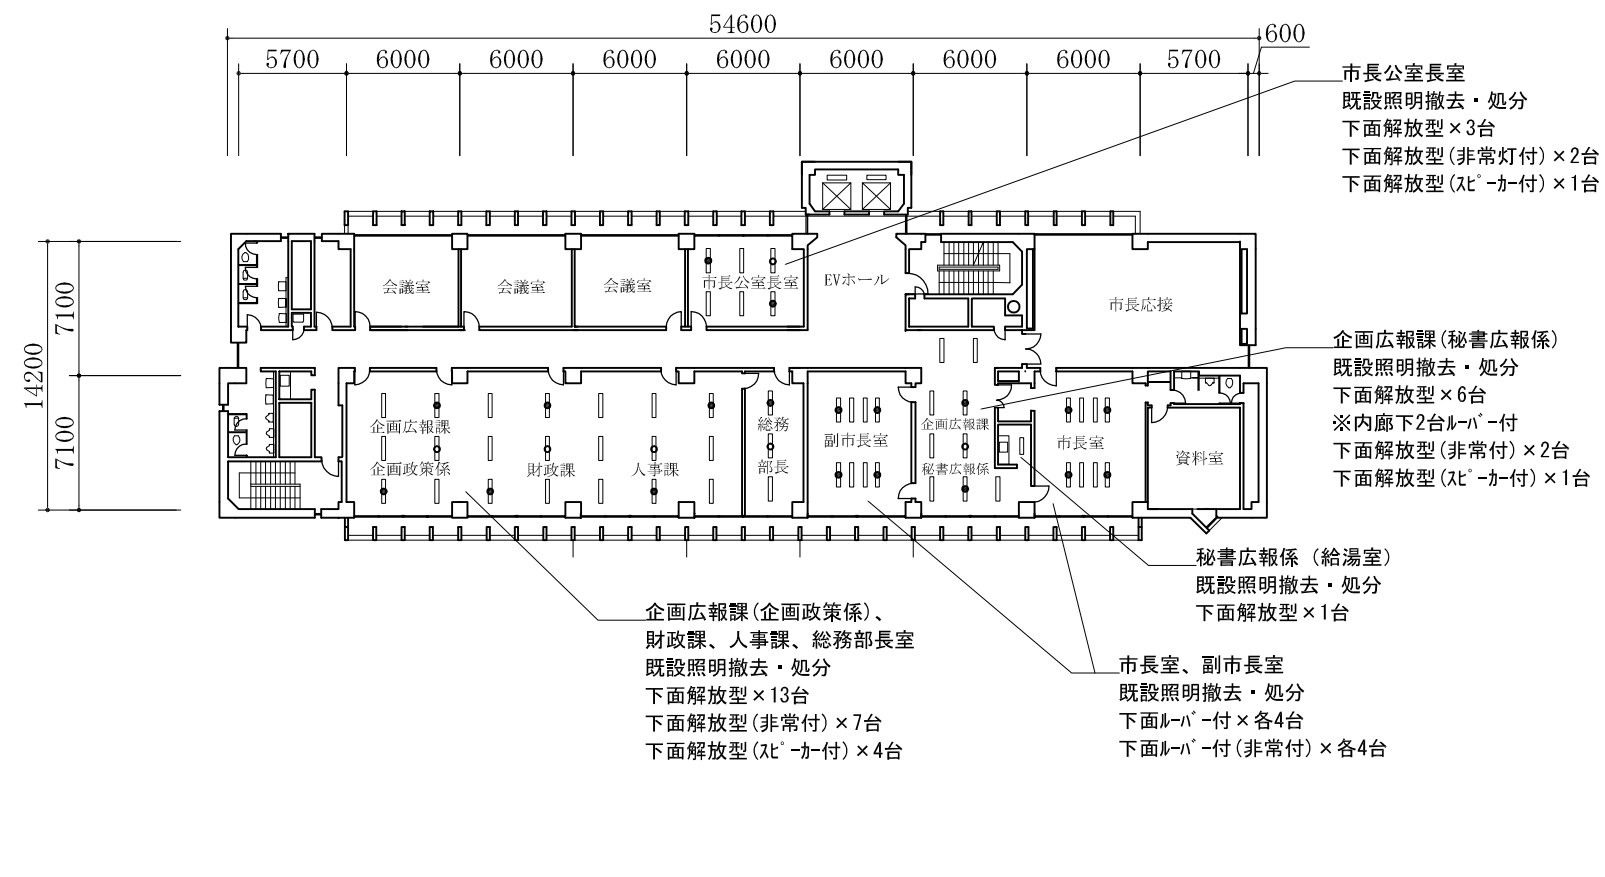 54600
600
5700 6000 6000 6000 6000 6000 6000 6000 5700
市長公室長室
既設照明撤去・処分
下面解放型×3台
下面解放型(非常灯付)×2台
下面解放型(ｽﾋﾟｰｶｰ付)×1台
14200
7100
7100
会議室
会議室
会議室
市長公室長室
EVホール
市長応接
企画広報課(秘書広報係)
既設照明撤去・処分
下面解放型×6台
※内廊下2台ﾙｰﾊﾞｰ付
下面解放型(非常付)×2台
下面解放型(ｽﾋﾟｰｶｰ付)×1台
企画広報課
企画政策係
財政課
人事課
総務
部長
副市長室
企画広報課
秘書広報係
市長室
資料室
秘書広報係（給湯室）
既設照明撤去・処分
下面解放型×1台
企画広報課(企画政策係)、
財政課、人事課、総務部長室
既設照明撤去・処分
下面解放型×13台
下面解放型(非常付)×7台
下面解放型(ｽﾋﾟｰｶｰ付)×4台
市長室、副市長室
既設照明撤去・処分
下面ﾙｰﾊﾞｰ付×各4台
下面ﾙｰﾊﾞｰ付(非常付)×各4台